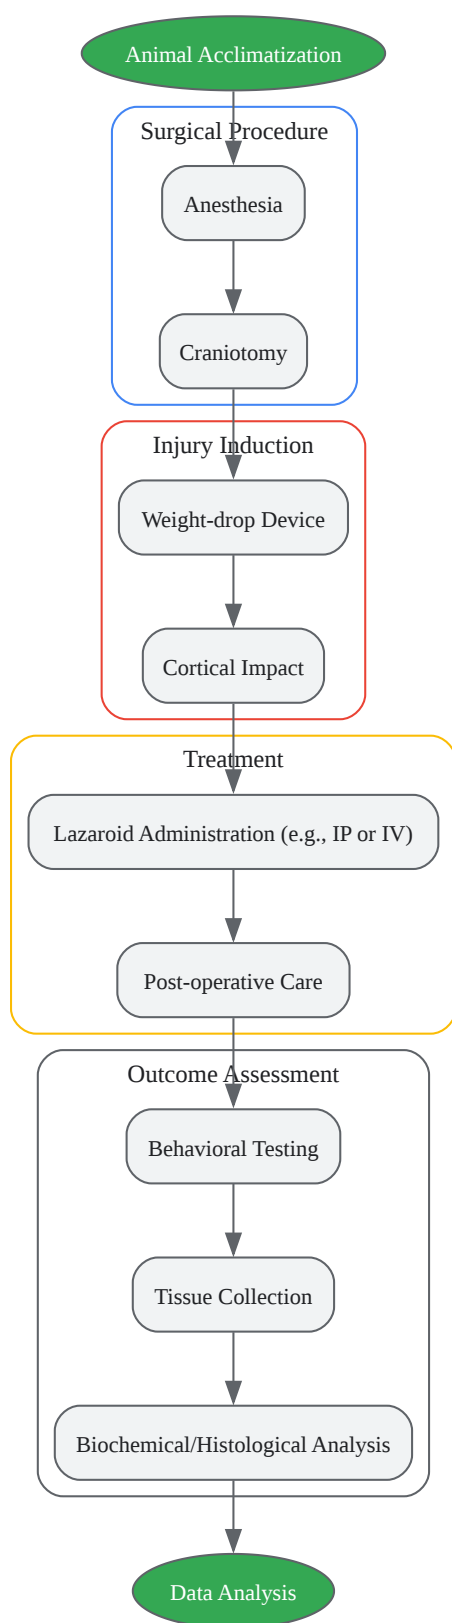 Animal Acclimatization
Surgical Procedure
Anesthesia
Craniotomy
Injury Induction
Weight-drop Device
Cortical Impact
Treatment
Lazaroid Administration (e.g., IP or IV)
Post-operative Care
Outcome Assessment
Behavioral Testing
Tissue Collection
Biochemical/Histological Analysis
Data Analysis